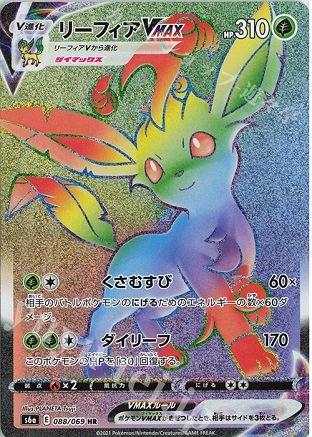 V進化
リーフィアVMAX
HP310
リーフィアVから進化
ダイマックス
くさむすび 60×
相手のバトルポケモンのにげるためのエネルギーの数×60ダ
メージ。
ダイリーフ 170
このポケモンのHPを「30」回復する。
弱点 ×2 抵抗力 にげる
Illus. PLANETA Tsuji
VMAXルール
s6a E 088/069 HR
ポケモンVMAXがきぜつしたとき、相手はサイドを3枚とる。
©2021 Pokémon/Nintendo/Creatures/GAME FREAK.